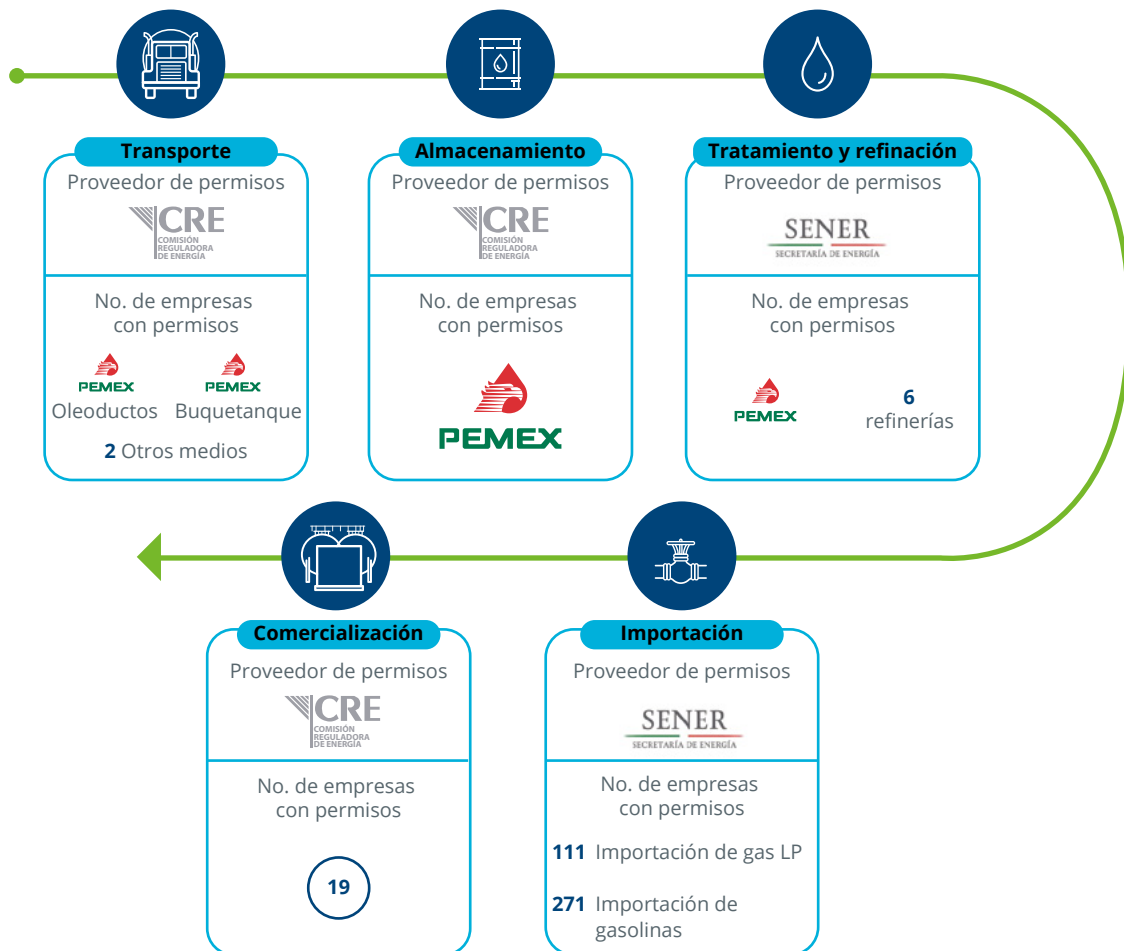 Transporte
Proveedor de permisos
CRE
COMISIÓN
REGULADORA
DE ENERGÍA
No. de empresas
con permisos
PEMEX
Oleoductos
PEMEX
Buquetanque
2 Otros medios
Almacenamiento
Proveedor de permisos
CRE
COMISIÓN
REGULADORA
DE ENERGÍA
No. de empresas
con permisos
PEMEX
Tratamiento y refinación
Proveedor de permisos
SENER
SECRETARÍA DE ENERGÍA
No. de empresas
con permisos
PEMEX
6
refinerías
Comercialización
Proveedor de permisos
CRE
COMISIÓN
REGULADORA
DE ENERGÍA
No. de empresas
con permisos
19
Importación
Proveedor de permisos
SENER
SECRETARÍA DE ENERGÍA
No. de empresas
con permisos
111 Importación de gas LP
271 Importación de
gasolinas